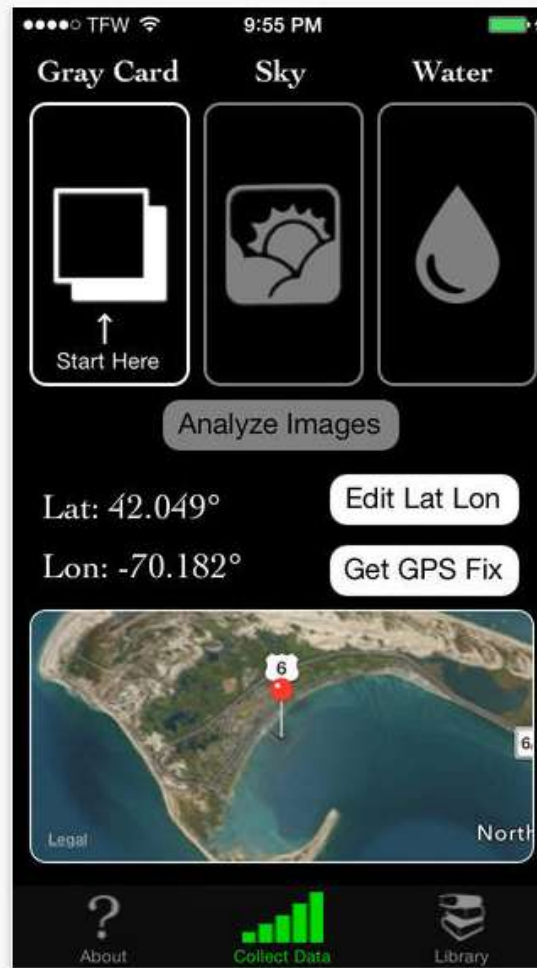 TFW 9:55 PM
Gray Card Sky Water
Start Here
Analyze Images
Lat: 42.049° Edit Lat Lon
Lon: -70.182° Get GPS Fix
6
6
Legal North
About Collect Data Library